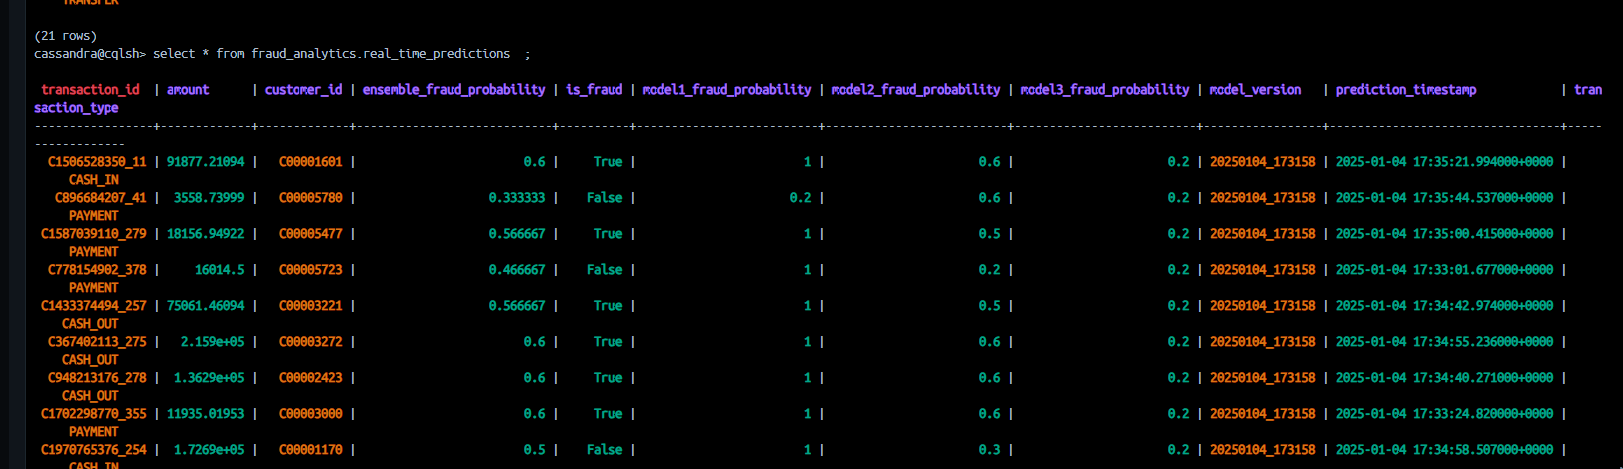 TRANSFER
(21 rows)
cassandra@cqlsh> select * from fraud_analytics.real_time_predictions  ;
transaction_id | amount | customer_id | ensemble_fraud_probability | is_fraud | model1_fraud_probability | model2_fraud_probability | model3_fraud_probability | model_version | prediction_timestamp | tran
saction_type
----------------+-------------+-------------+----------------------------+----------+--------------------------+--------------------------+--------------------------+-----------------+---------------------------------+-----
-------------
C1506528350_11 | 91877.21094 | C00001601 | 0.6 | True | 1 | 0.6 | 0.2 | 20250104_173158 | 2025-01-04 17:35:21.994000+0000 |
CASH_IN
C896684207_41 | 3558.73999 | C00005780 | 0.333333 | False | 0.2 | 0.6 | 0.2 | 20250104_173158 | 2025-01-04 17:35:44.537000+0000 |
PAYMENT
C1587039110_279 | 18156.94922 | C00005477 | 0.566667 | True | 1 | 0.5 | 0.2 | 20250104_173158 | 2025-01-04 17:35:00.415000+0000 |
PAYMENT
C778154902_378 | 16014.5 | C00005723 | 0.466667 | False | 1 | 0.2 | 0.2 | 20250104_173158 | 2025-01-04 17:33:01.677000+0000 |
PAYMENT
C1433374494_257 | 75061.46094 | C00003221 | 0.566667 | True | 1 | 0.5 | 0.2 | 20250104_173158 | 2025-01-04 17:34:42.974000+0000 |
CASH_OUT
C367402113_275 | 2.159e+05 | C00003272 | 0.6 | True | 1 | 0.6 | 0.2 | 20250104_173158 | 2025-01-04 17:34:55.236000+0000 |
CASH_OUT
C948213176_278 | 1.3629e+05 | C00002423 | 0.6 | True | 1 | 0.6 | 0.2 | 20250104_173158 | 2025-01-04 17:34:40.271000+0000 |
CASH_OUT
C1702298770_355 | 11935.01953 | C00003000 | 0.6 | True | 1 | 0.6 | 0.2 | 20250104_173158 | 2025-01-04 17:33:24.820000+0000 |
PAYMENT
C1970765376_254 | 1.7269e+05 | C00001170 | 0.5 | False | 1 | 0.3 | 0.2 | 20250104_173158 | 2025-01-04 17:34:58.507000+0000 |
CASH_IN